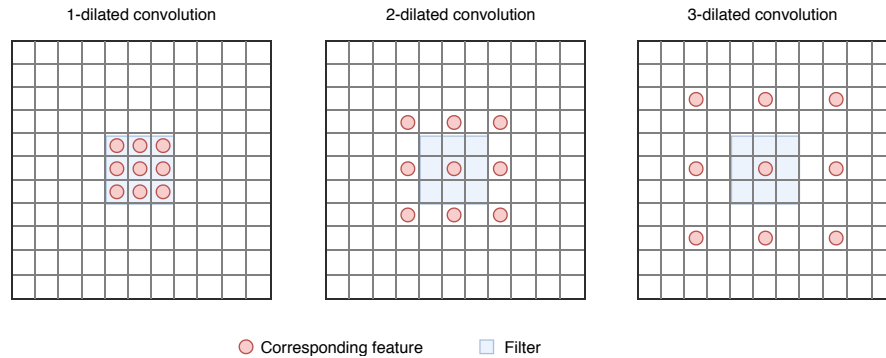 1-dilated convolution
2-dilated convolution
3-dilated convolution
Corresponding feature
Filter